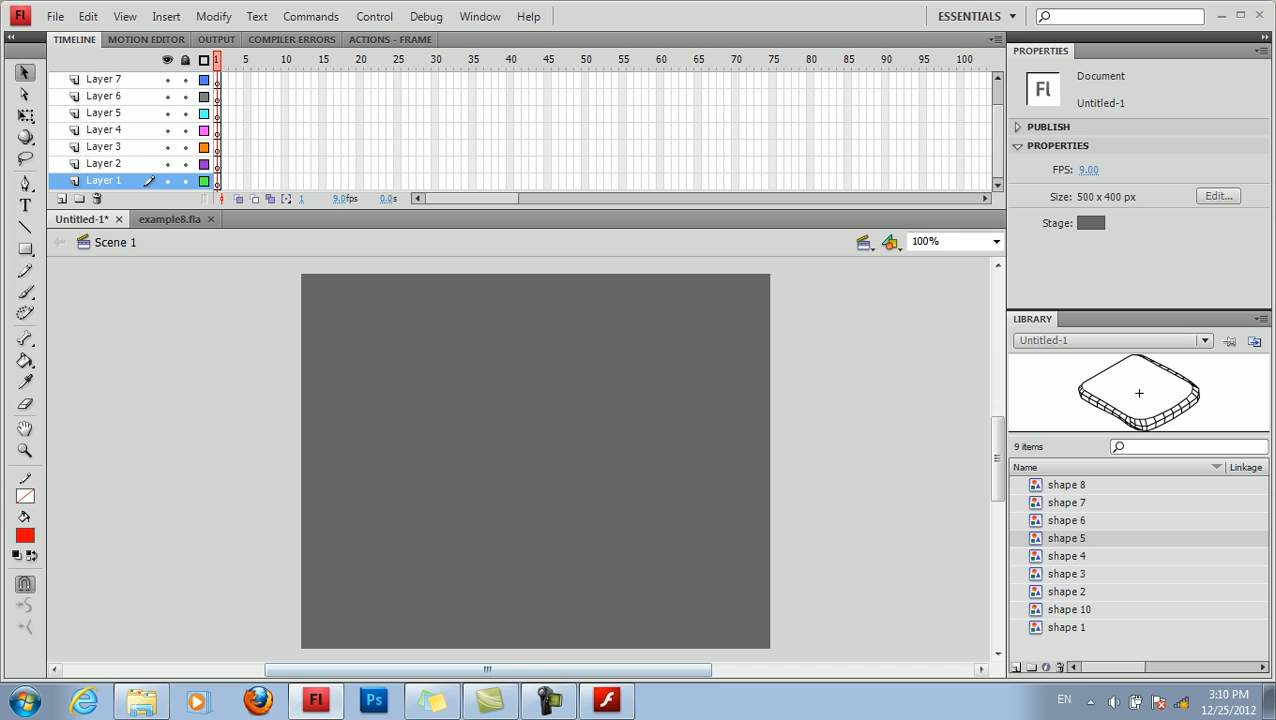 Fl File Edit View Insert Modify Text Commands Control Debug Window Help ESSENTIALS
TIMELINE MOTION EDITOR OUTPUT COMPILER ERRORS ACTIONS - FRAME
1 5 10 15 20 25 30 35 40 45 50 55 60 65 70 75 80 85 90 95 100
Layer 7
Layer 6
Layer 5
Layer 4
Layer 3
Layer 2
Layer 1
1 9.0fps 0.0s
Untitled-1* example8.fla
Scene 1 100%
PROPERTIES
Fl Document
Untitled-1
PUBLISH
PROPERTIES
FPS: 9.00
Size: 500 x 400 px Edit...
Stage:
LIBRARY
Untitled-1
9 items
Name Linkage
shape 8
shape 7
shape 6
shape 5
shape 4
shape 3
shape 2
shape 10
shape 1
Fl Ps EN 3:10 PM
12/25/2012